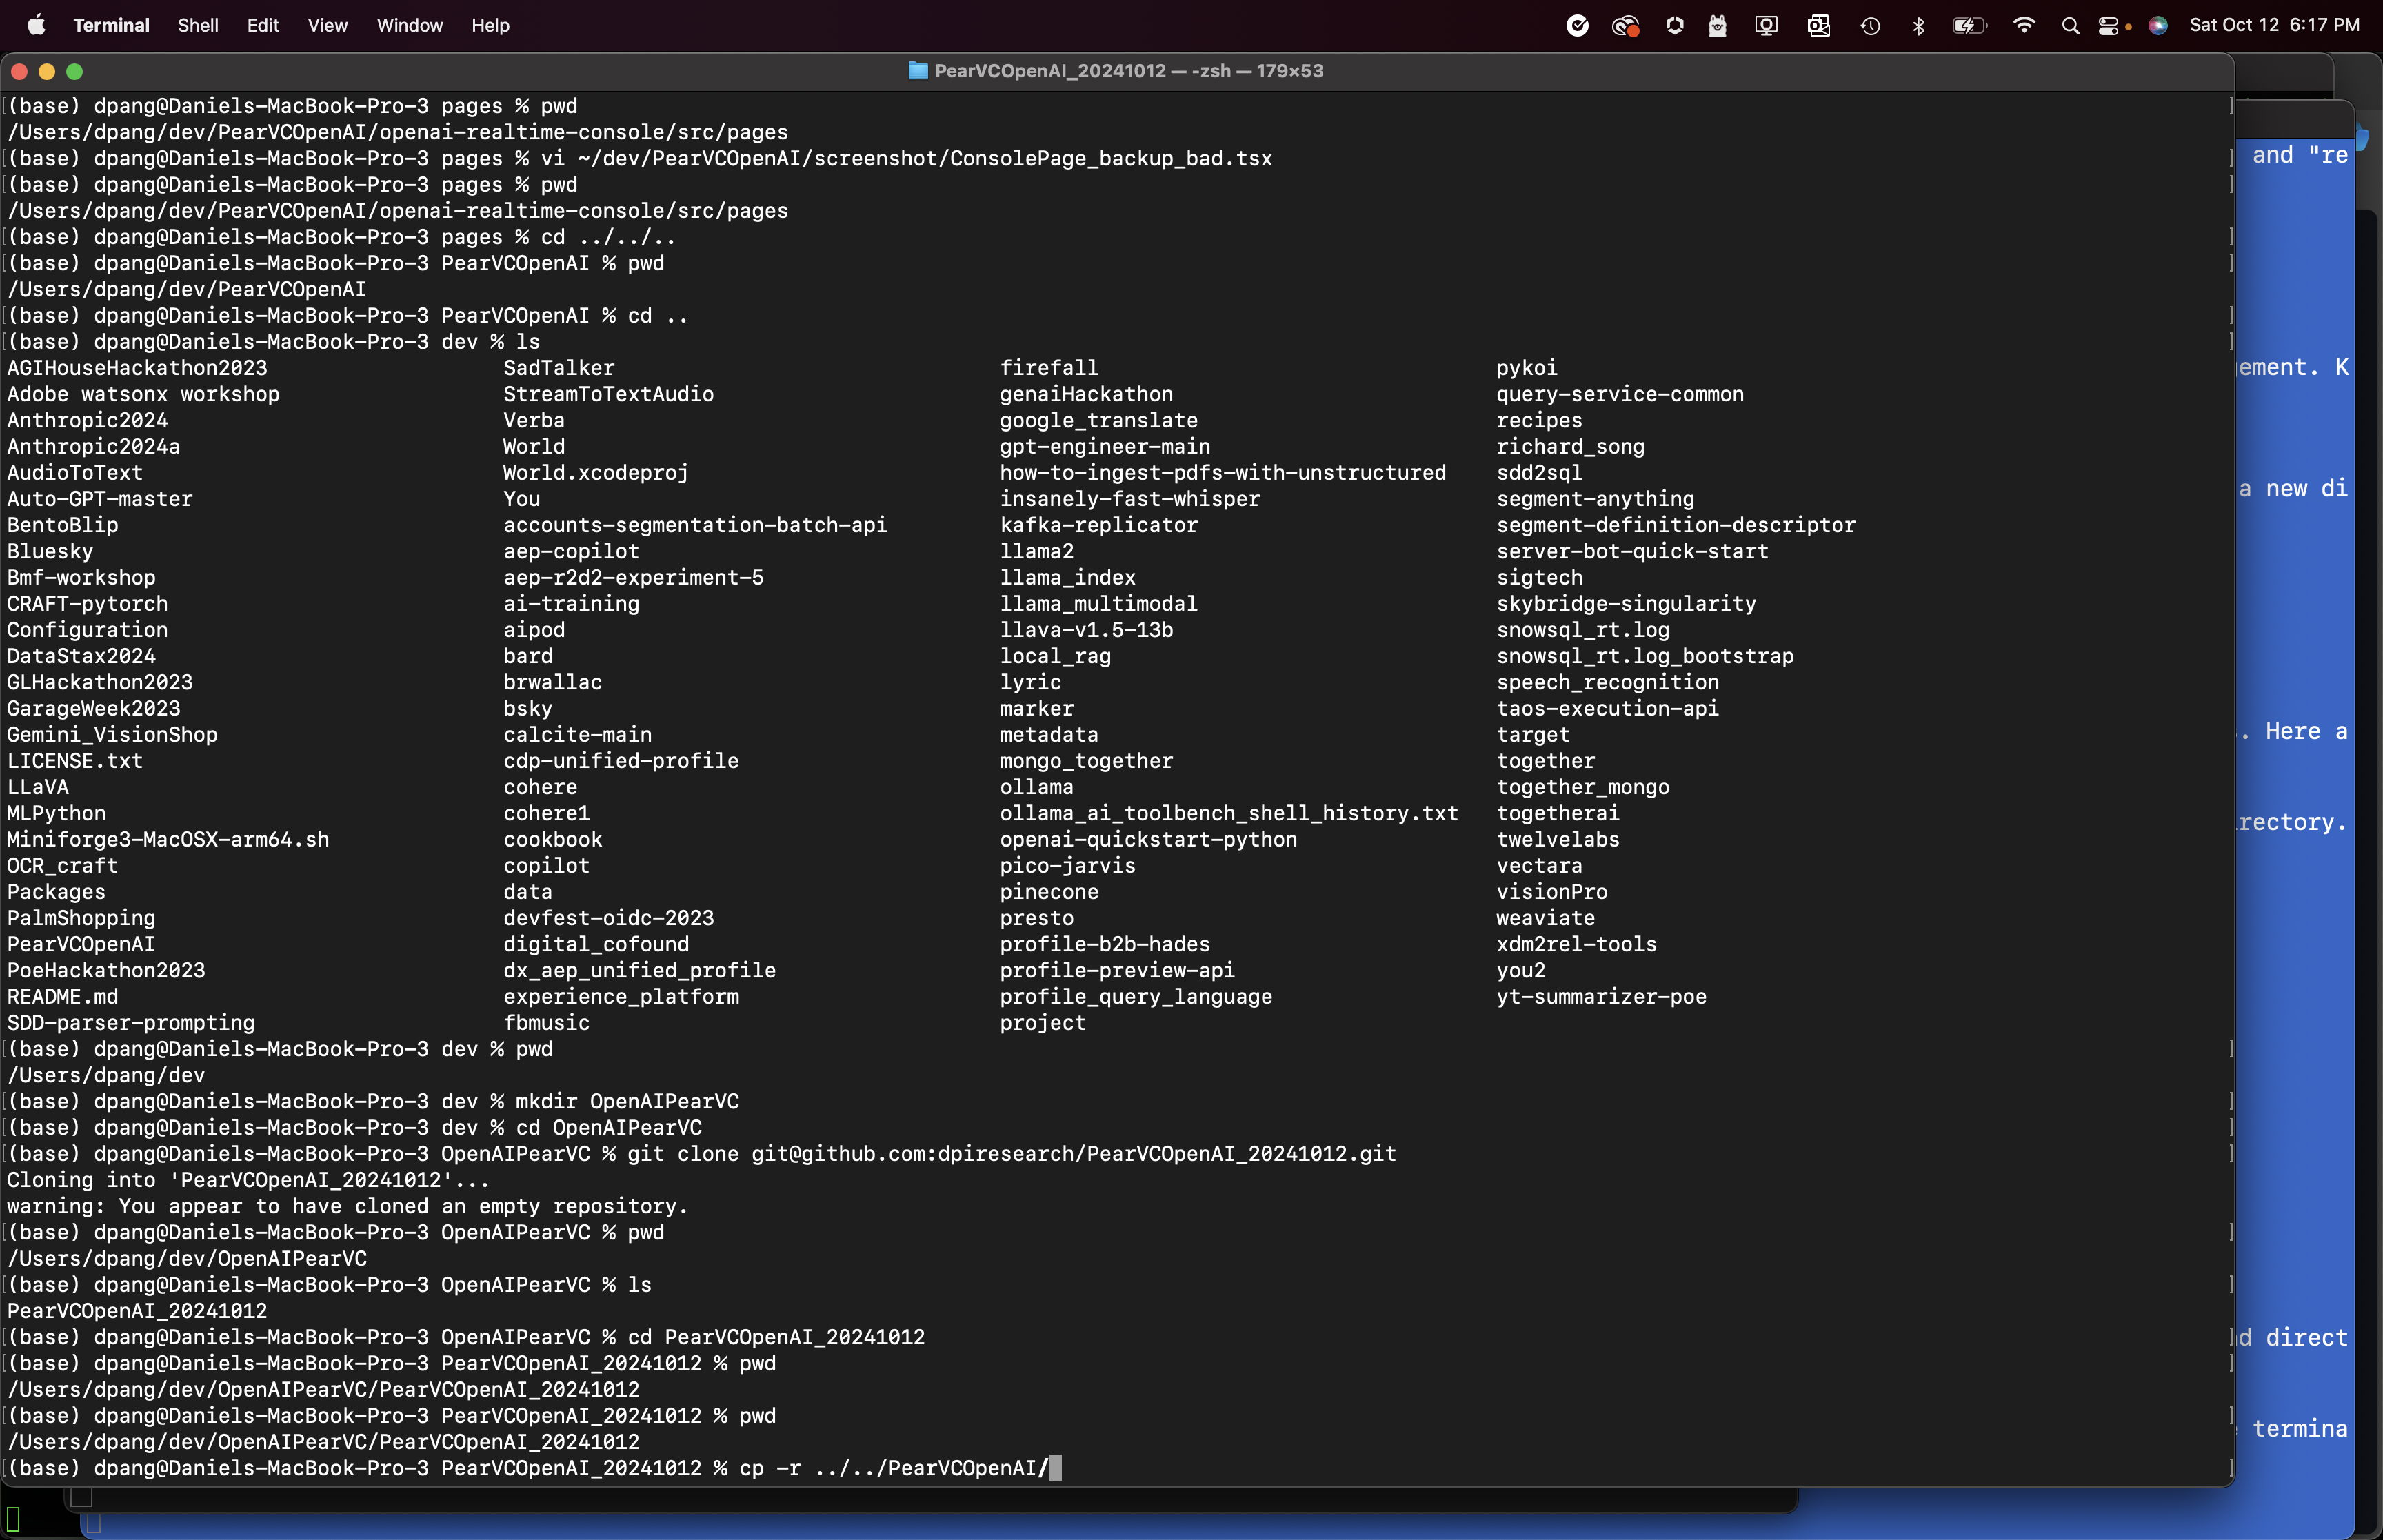 Terminal Shell Edit View Window Help Sat Oct 12 6:17 PM
PearVCOpenAI_20241012 — -zsh — 179×53
(base) dpang@Daniels-MacBook-Pro-3 pages % pwd
/Users/dpang/dev/PearVCOpenAI/openai-realtime-console/src/pages
(base) dpang@Daniels-MacBook-Pro-3 pages % vi ~/dev/PearVCOpenAI/screenshot/ConsolePage_backup_bad.tsx
(base) dpang@Daniels-MacBook-Pro-3 pages % pwd
/Users/dpang/dev/PearVCOpenAI/openai-realtime-console/src/pages
(base) dpang@Daniels-MacBook-Pro-3 pages % cd ../../..
(base) dpang@Daniels-MacBook-Pro-3 PearVCOpenAI % pwd
/Users/dpang/dev/PearVCOpenAI
(base) dpang@Daniels-MacBook-Pro-3 PearVCOpenAI % cd ..
(base) dpang@Daniels-MacBook-Pro-3 dev % ls
AGIHouseHackathon2023 SadTalker firefall pykoi
Adobe watsonx workshop StreamToTextAudio genaiHackathon query-service-common
Anthropic2024 Verba google_translate recipes
Anthropic2024a World gpt-engineer-main richard_song
AudioToText World.xcodeproj how-to-ingest-pdfs-with-unstructured sdd2sql
Auto-GPT-master You insanely-fast-whisper segment-anything
BentoBlip accounts-segmentation-batch-api kafka-replicator segment-definition-descriptor
Bluesky aep-copilot llama2 server-bot-quick-start
Bmf-workshop aep-r2d2-experiment-5 llama_index sigtech
CRAFT-pytorch ai-training llama_multimodal skybridge-singularity
Configuration aipod llava-v1.5-13b snowsql_rt.log
DataStax2024 bard local_rag snowsql_rt.log_bootstrap
GLHackathon2023 brwallac lyric speech_recognition
GarageWeek2023 bsky marker taos-execution-api
Gemini_VisionShop calcite-main metadata target
LICENSE.txt cdp-unified-profile mongo_together together
LLaVA cohere ollama together_mongo
MLPython cohere1 ollama_ai_toolbench_shell_history.txt togetherai
Miniforge3-MacOSX-arm64.sh cookbook openai-quickstart-python twelvelabs
OCR_craft copilot pico-jarvis vectara
Packages data pinecone visionPro
PalmShopping devfest-oidc-2023 presto weaviate
PearVCOpenAI digital_cofound profile-b2b-hades xdm2rel-tools
PoeHackathon2023 dx_aep_unified_profile profile-preview-api you2
README.md experience_platform profile_query_language yt-summarizer-poe
SDD-parser-prompting fbmusic project
(base) dpang@Daniels-MacBook-Pro-3 dev % pwd
/Users/dpang/dev
(base) dpang@Daniels-MacBook-Pro-3 dev % mkdir OpenAIPearVC
(base) dpang@Daniels-MacBook-Pro-3 dev % cd OpenAIPearVC
(base) dpang@Daniels-MacBook-Pro-3 OpenAIPearVC % git clone git@github.com:dpiresearch/PearVCOpenAI_20241012.git
Cloning into 'PearVCOpenAI_20241012'...
warning: You appear to have cloned an empty repository.
(base) dpang@Daniels-MacBook-Pro-3 OpenAIPearVC % pwd
/Users/dpang/dev/OpenAIPearVC
(base) dpang@Daniels-MacBook-Pro-3 OpenAIPearVC % ls
PearVCOpenAI_20241012
(base) dpang@Daniels-MacBook-Pro-3 OpenAIPearVC % cd PearVCOpenAI_20241012
(base) dpang@Daniels-MacBook-Pro-3 PearVCOpenAI_20241012 % pwd
/Users/dpang/dev/OpenAIPearVC/PearVCOpenAI_20241012
(base) dpang@Daniels-MacBook-Pro-3 PearVCOpenAI_20241012 % pwd
/Users/dpang/dev/OpenAIPearVC/PearVCOpenAI_20241012
(base) dpang@Daniels-MacBook-Pro-3 PearVCOpenAI_20241012 % cp -r ../../PearVCOpenAI/
and "re
ement. K
a new di
. Here a
rectory.
d direct
termina